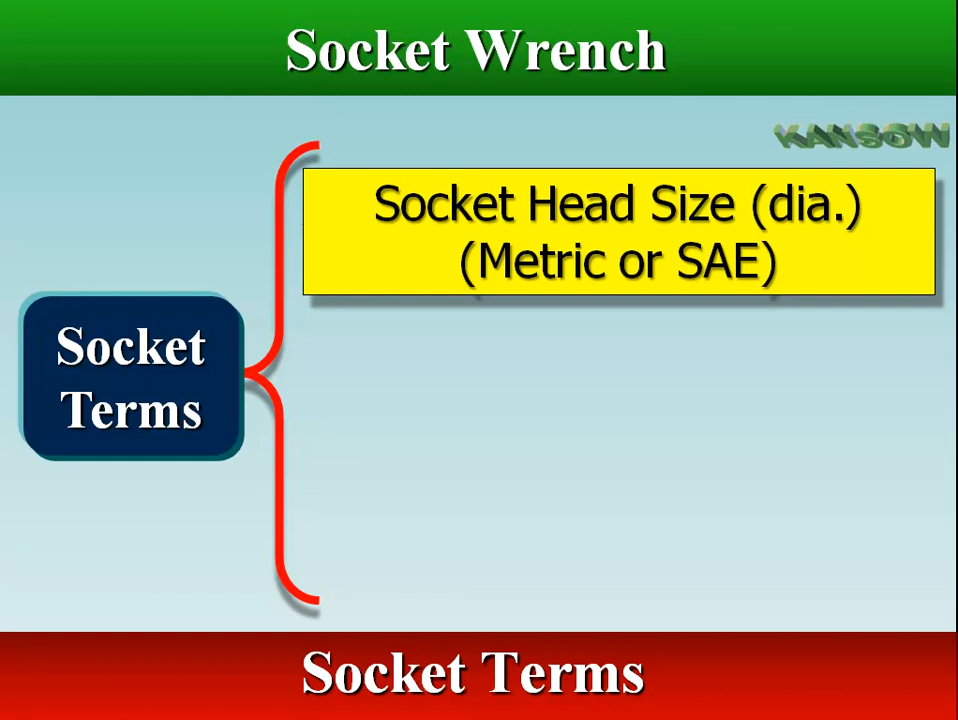 Socket Wrench
KANSOW
Socket Head Size (dia.)
(Metric or SAE)
Socket
Terms
Socket Terms